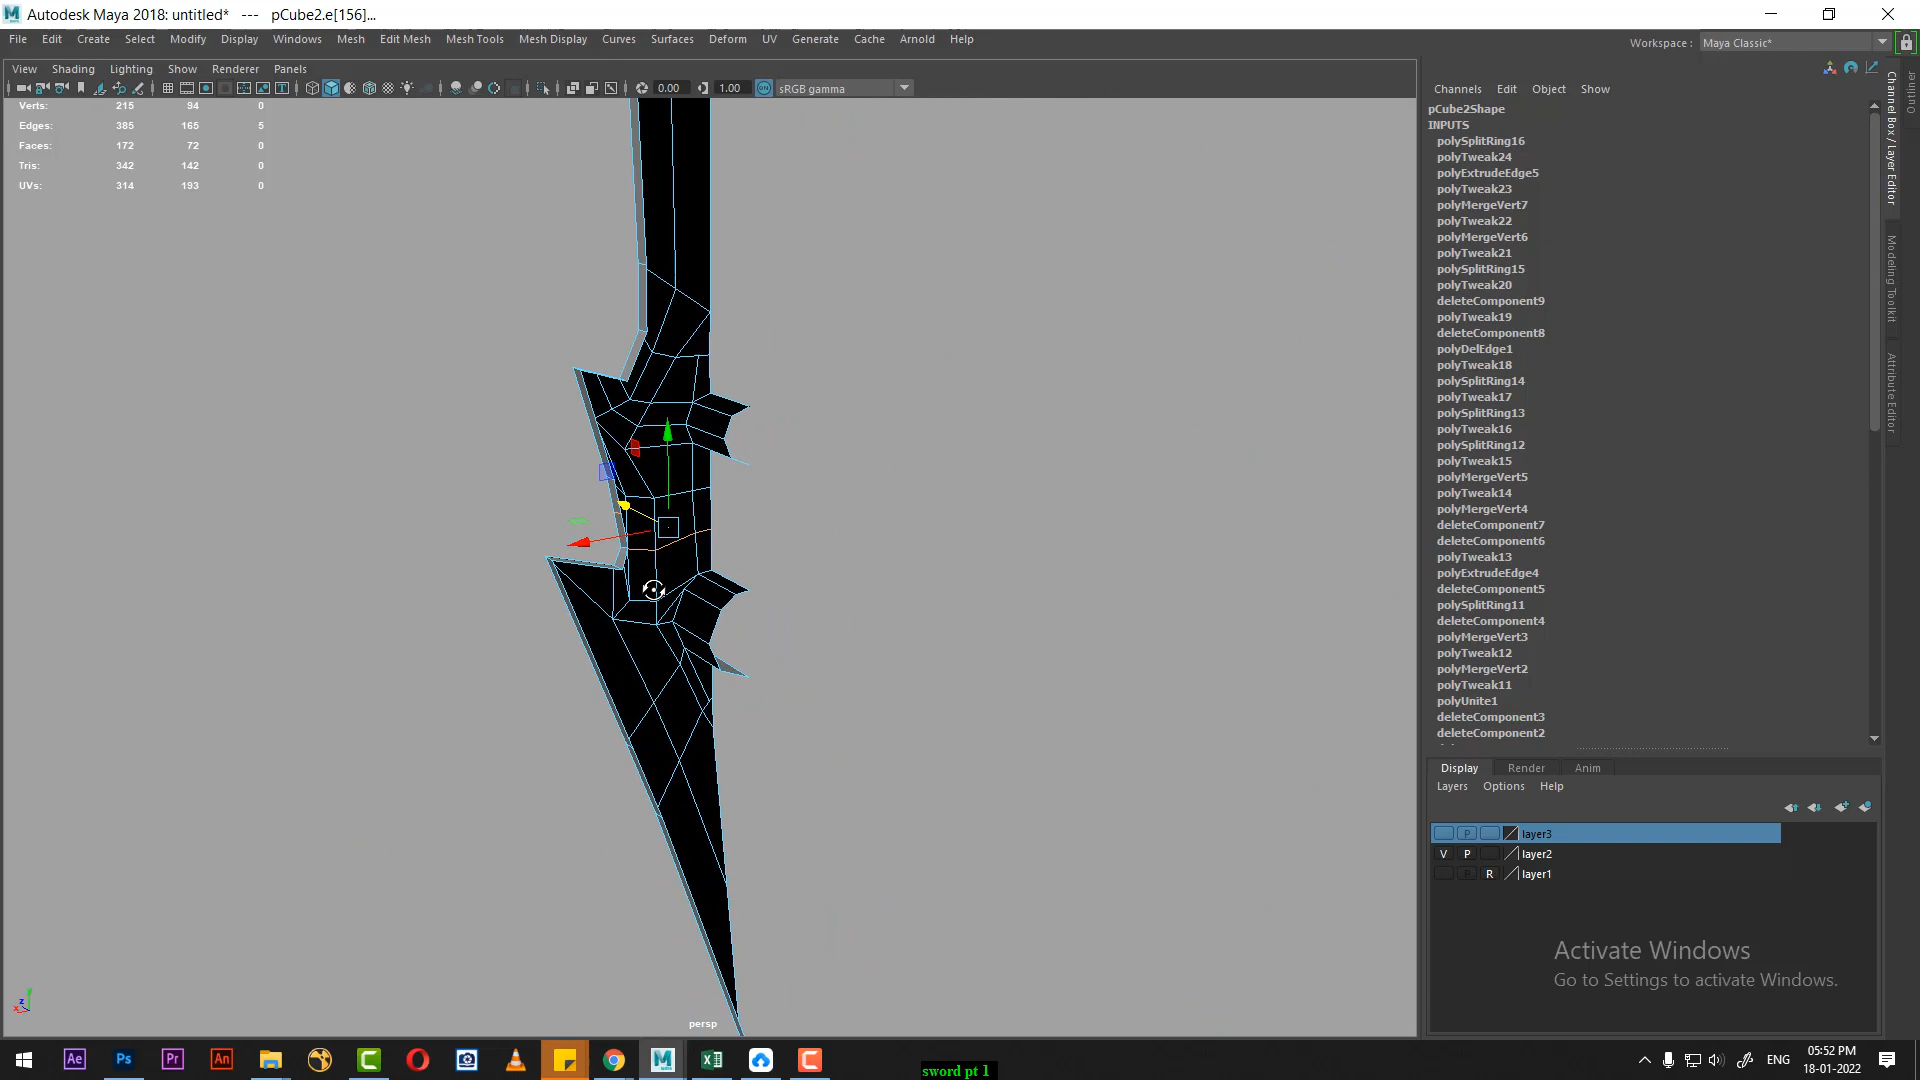 Autodesk Maya 2018: untitled*   ---   pCube2.e[156]...
File Edit Create Select Modify Display Windows Mesh Edit Mesh Mesh Tools Mesh Display Curves Surfaces Deform UV Generate Cache Arnold Help
Workspace : Maya Classic*
View Shading Lighting Show Renderer Panels
0.00 1.00 ON sRGB gamma
Verts: 215 94 0
Edges: 385 165 5
Faces: 172 72 0
Tris: 342 142 0
UVs: 314 193 0
persp
Channels Edit Object Show
pCube2Shape
INPUTS
polySplitRing16
polyTweak24
polyExtrudeEdge5
polyTweak23
polyMergeVert7
polyTweak22
polyMergeVert6
polyTweak21
polySplitRing15
polyTweak20
deleteComponent9
polyTweak19
deleteComponent8
polyDelEdge1
polyTweak18
polySplitRing14
polyTweak17
polySplitRing13
polyTweak16
polySplitRing12
polyTweak15
polyMergeVert5
polyTweak14
polyMergeVert4
deleteComponent7
deleteComponent6
polyTweak13
polyExtrudeEdge4
deleteComponent5
polySplitRing11
deleteComponent4
polyMergeVert3
polyTweak12
polyMergeVert2
polyTweak11
polyUnite1
deleteComponent3
deleteComponent2
Display Render Anim
Layers Options Help
P layer3
V P layer2
P R layer1
Activate Windows
Go to Settings to activate Windows.
Outliner
Channel Box / Layer Editor
Modeling Toolkit
Attribute Editor
Ae Ps Pr An
sword pt 1
ENG
05:52 PM
18-01-2022